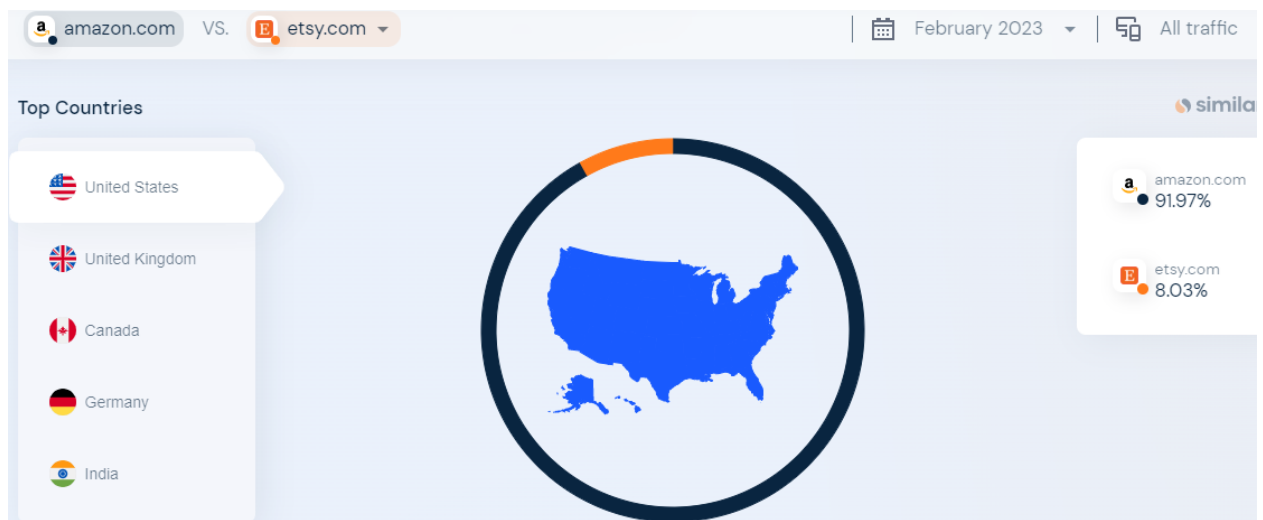 amazon.com VS. etsy.com February 2023 All traffic
Top Countries
simila
United States
United Kingdom
Canada
Germany
India
a amazon.com
91.97%
E etsy.com
8.03%